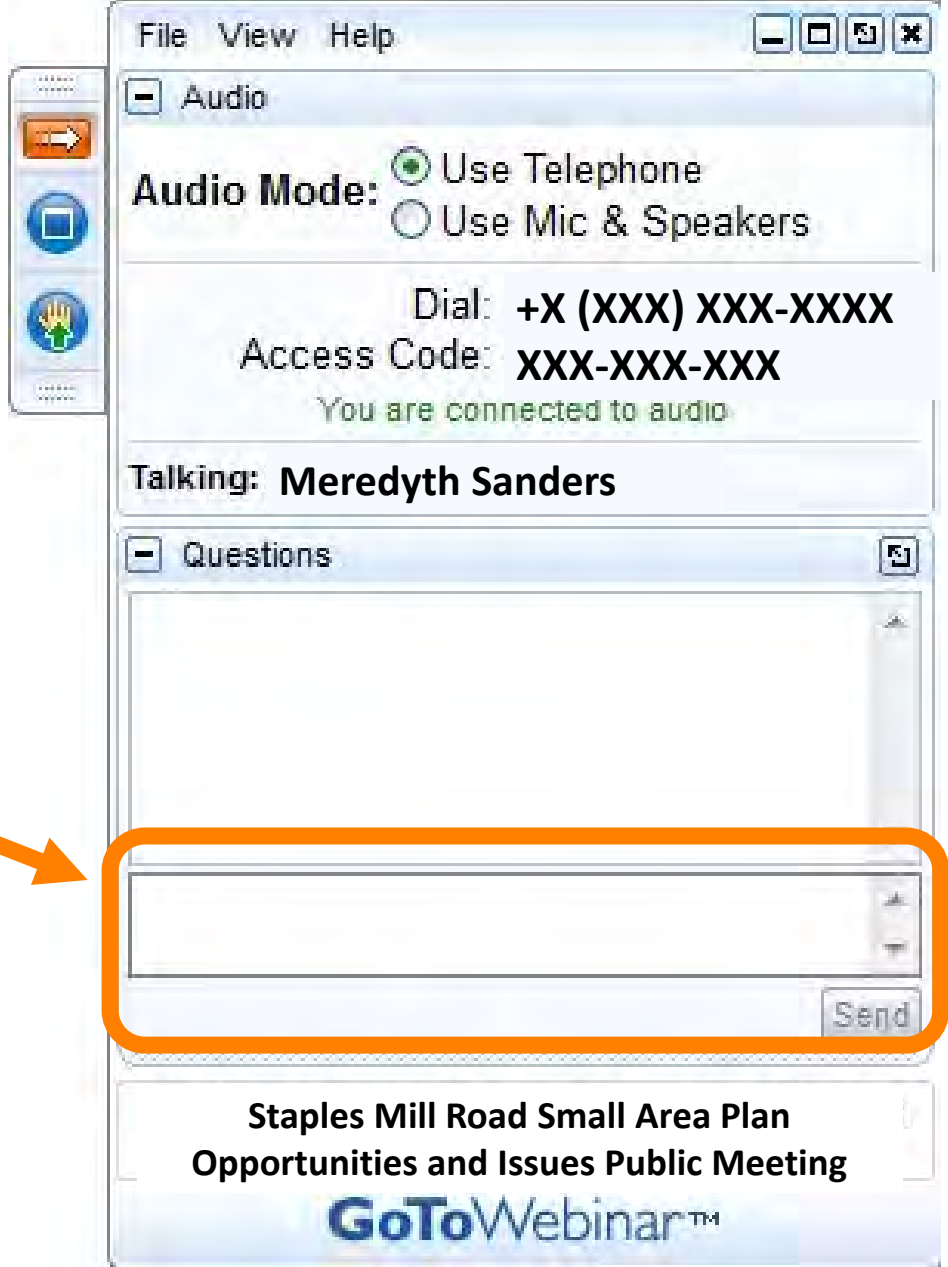 File View Help
Audio
Audio Mode: Use Telephone
Use Mic & Speakers
Dial: +X (XXX) XXX-XXXX
Access Code: XXX-XXX-XXX
You are connected to audio
Talking: Meredyth Sanders
Questions
Send
Staples Mill Road Small Area Plan
Opportunities and Issues Public Meeting
GoToWebinar™